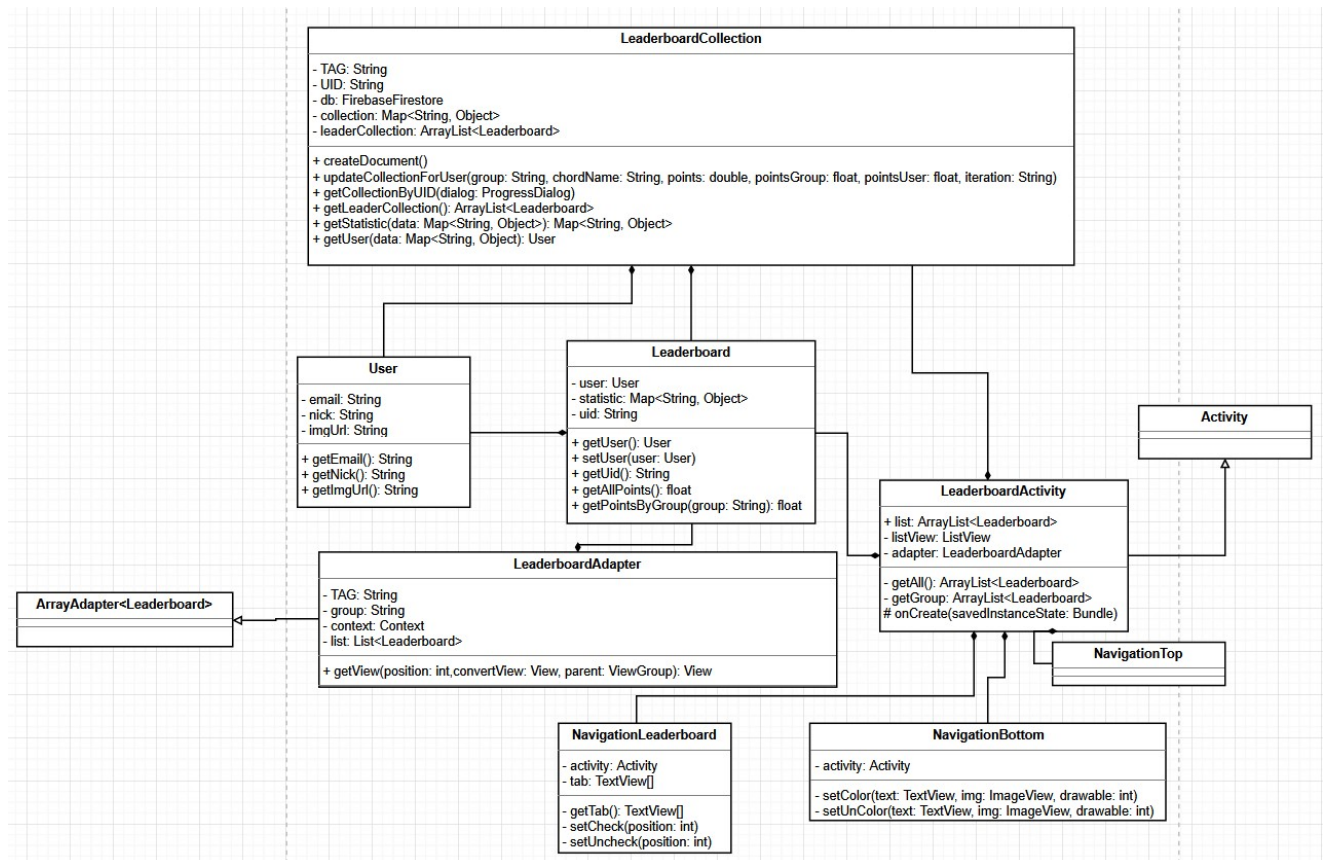 LeaderboardCollection
- TAG: String
- UID: String
- db: FirebaseFirestore
- collection: Map<String, Object>
- leaderCollection: ArrayList<Leaderboard>
+ createDocument()
+ updateCollectionForUser(group: String, chordName: String, points: double, pointsGroup: float, pointsUser: float, iteration: String)
+ getCollectionByUID(dialog: ProgressDialog)
+ getLeaderCollection(): ArrayList<Leaderboard>
+ getStatistic(data: Map<String, Object>): Map<String, Object>
+ getUser(data: Map<String, Object): User
User
- email: String
- nick: String
- imgUrl: String
+ getEmail(): String
+ getNick(): String
+ getImgUrl(): String
Leaderboard
- user: User
- statistic: Map<String, Object>
- uid: String
+ getUser(): User
+ setUser(user: User)
+ getUid(): String
+ getAllPoints(): float
+ getPointsByGroup(group: String): float
Activity
LeaderboardActivity
+ list: ArrayList<Leaderboard>
- listView: ListView
- adapter: LeaderboardAdapter
- getAll(): ArrayList<Leaderboard>
- getGroup: ArrayList<Leaderboard>
# onCreate(savedInstanceState: Bundle)
LeaderboardAdapter
- TAG: String
- group: String
- context: Context
- list: List<Leaderboard>
+ getView(position: int,convertView: View, parent: ViewGroup): View
ArrayAdapter<Leaderboard>
NavigationTop
NavigationLeaderboard
- activity: Activity
- tab: TextView[]
- getTab(): TextView[]
- setCheck(position: int)
- setUncheck(position: int)
NavigationBottom
- activity: Activity
- setColor(text: TextView, img: ImageView, drawable: int)
- setUnColor(text: TextView, img: ImageView, drawable: int)